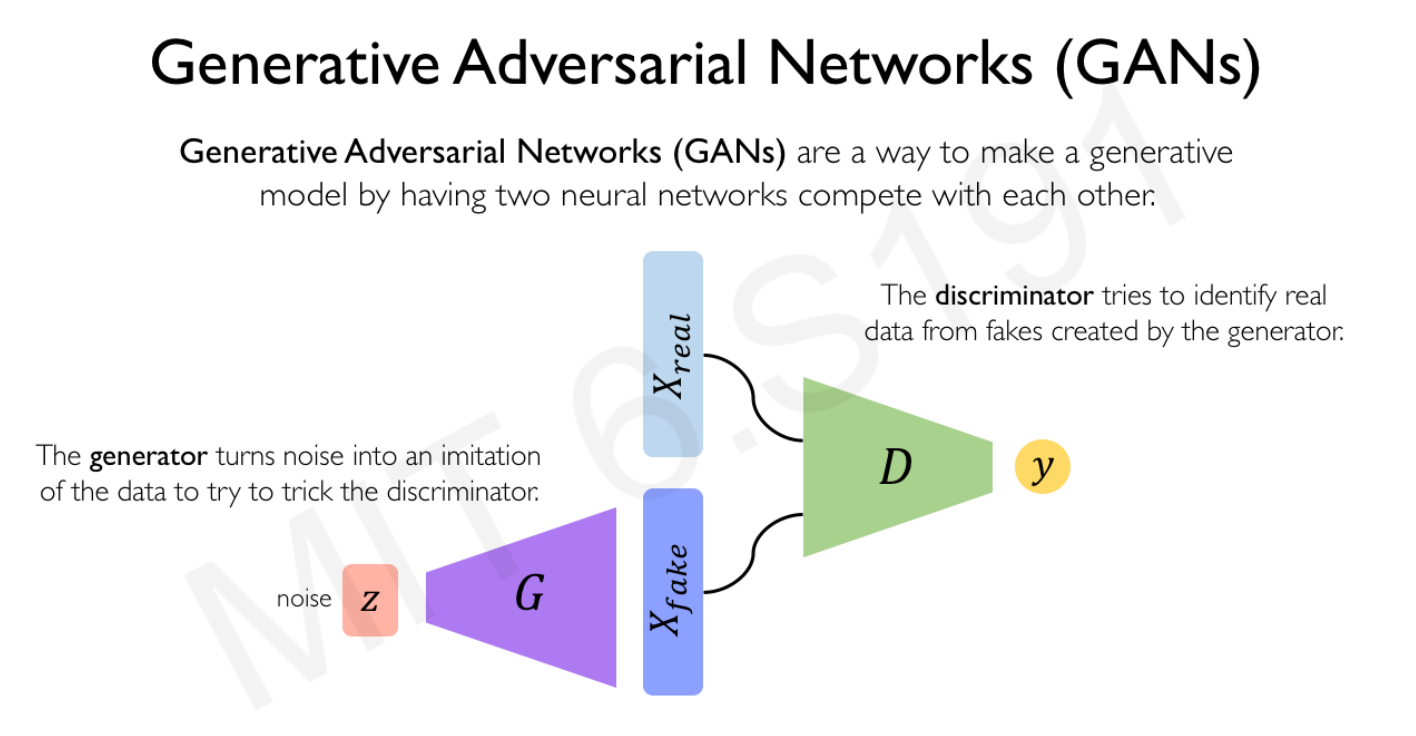 Generative Adversarial Networks (GANs)
Generative Adversarial Networks (GANs) are a way to make a generative
model by having two neural networks compete with each other.
The discriminator tries to identify real
data from fakes created by the generator.
X_real
D
y
The generator turns noise into an imitation
of the data to try to trick the discriminator.
noise z
G
X_fake
MIT 6.S191